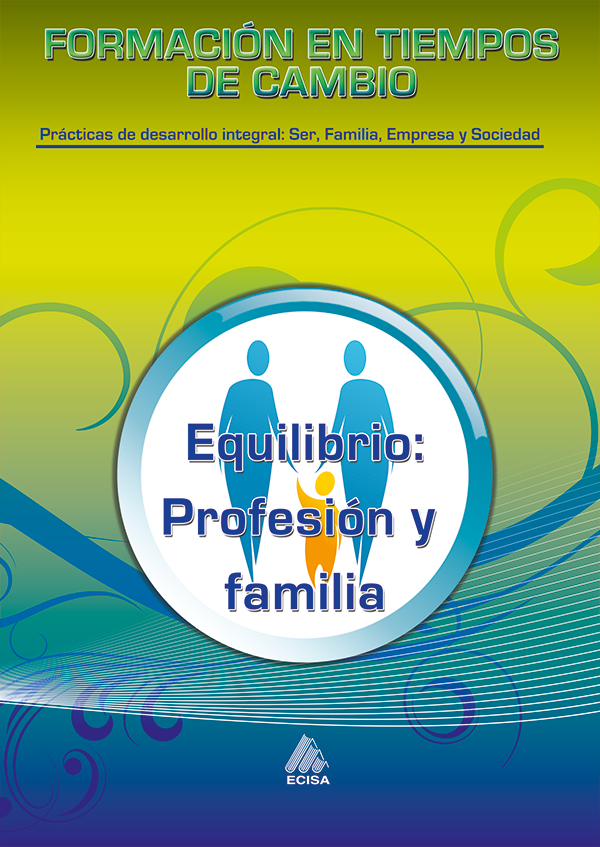 FORMACIÓN EN TIEMPOS
DE CAMBIO
Prácticas de desarrollo integral: Ser, Familia, Empresa y Sociedad
Equilibrio:
Profesión y
familia
ECISA